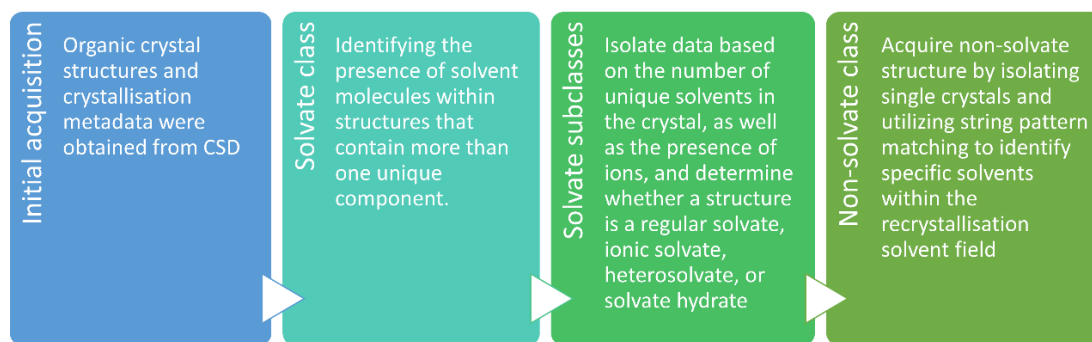 Initial acquisition
Organic crystal
structures and
crystallisation
metadata were
obtained from CSD
Solvate class
Identifying the
presence of solvent
molecules within
structures that
contain more than
one unique
component.
Solvate subclasses
Isolate data based
on the number of
unique solvents in
the crystal, as well
as the presence of
ions, and determine
whether a structure
is a regular solvate,
ionic solvate,
heterosolvate, or
solvate hydrate
Non-solvate class
Acquire non-solvate
structure by isolating
single crystals and
utilizing string pattern
matching to identify
specific solvents
within the
recrystallisation
solvent field